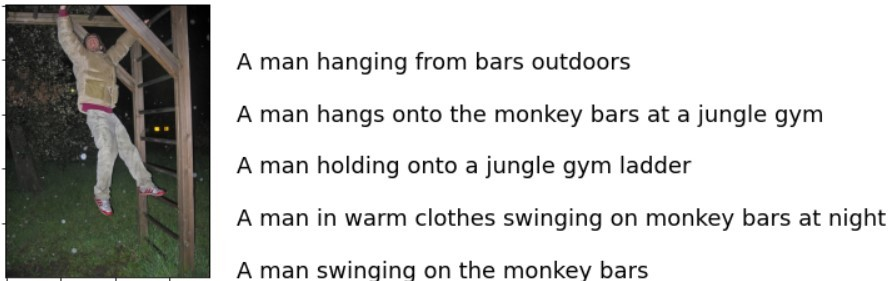 A man hanging from bars outdoors
A man hangs onto the monkey bars at a jungle gym
A man holding onto a jungle gym ladder
A man in warm clothes swinging on monkey bars at night
A man swinging on the monkey bars